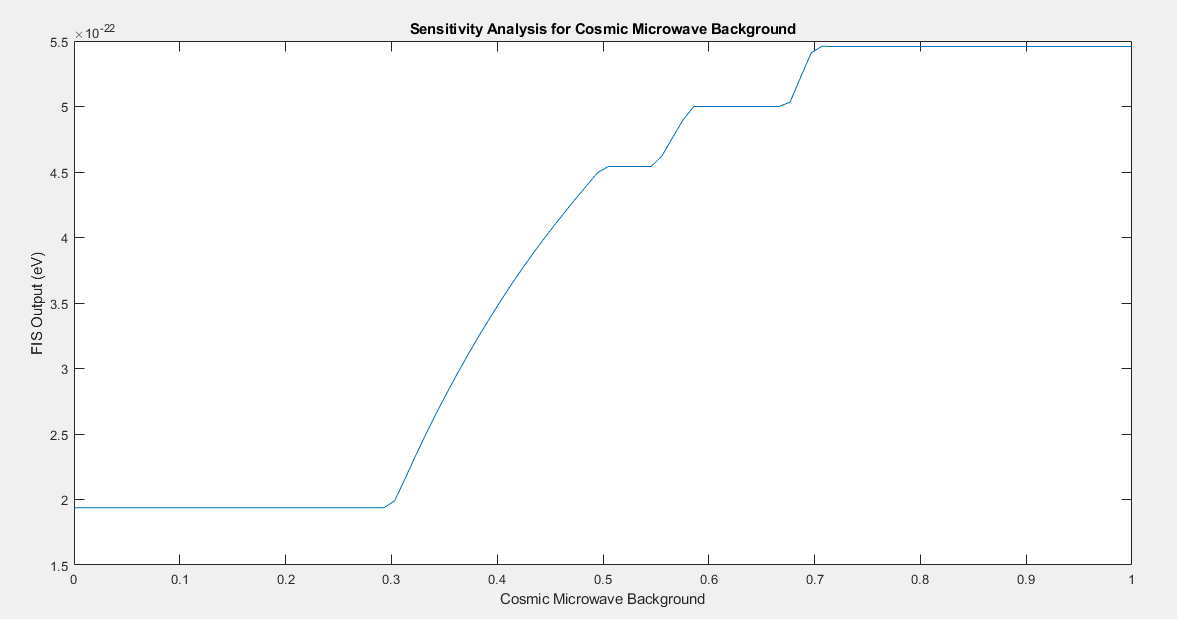 Sensitivity Analysis for Cosmic Microwave Background
×10^-22
5.5
5
4.5
4
3.5
3
2.5
2
1.5
FIS Output (eV)
0 0.1 0.2 0.3 0.4 0.5 0.6 0.7 0.8 0.9 1
Cosmic Microwave Background